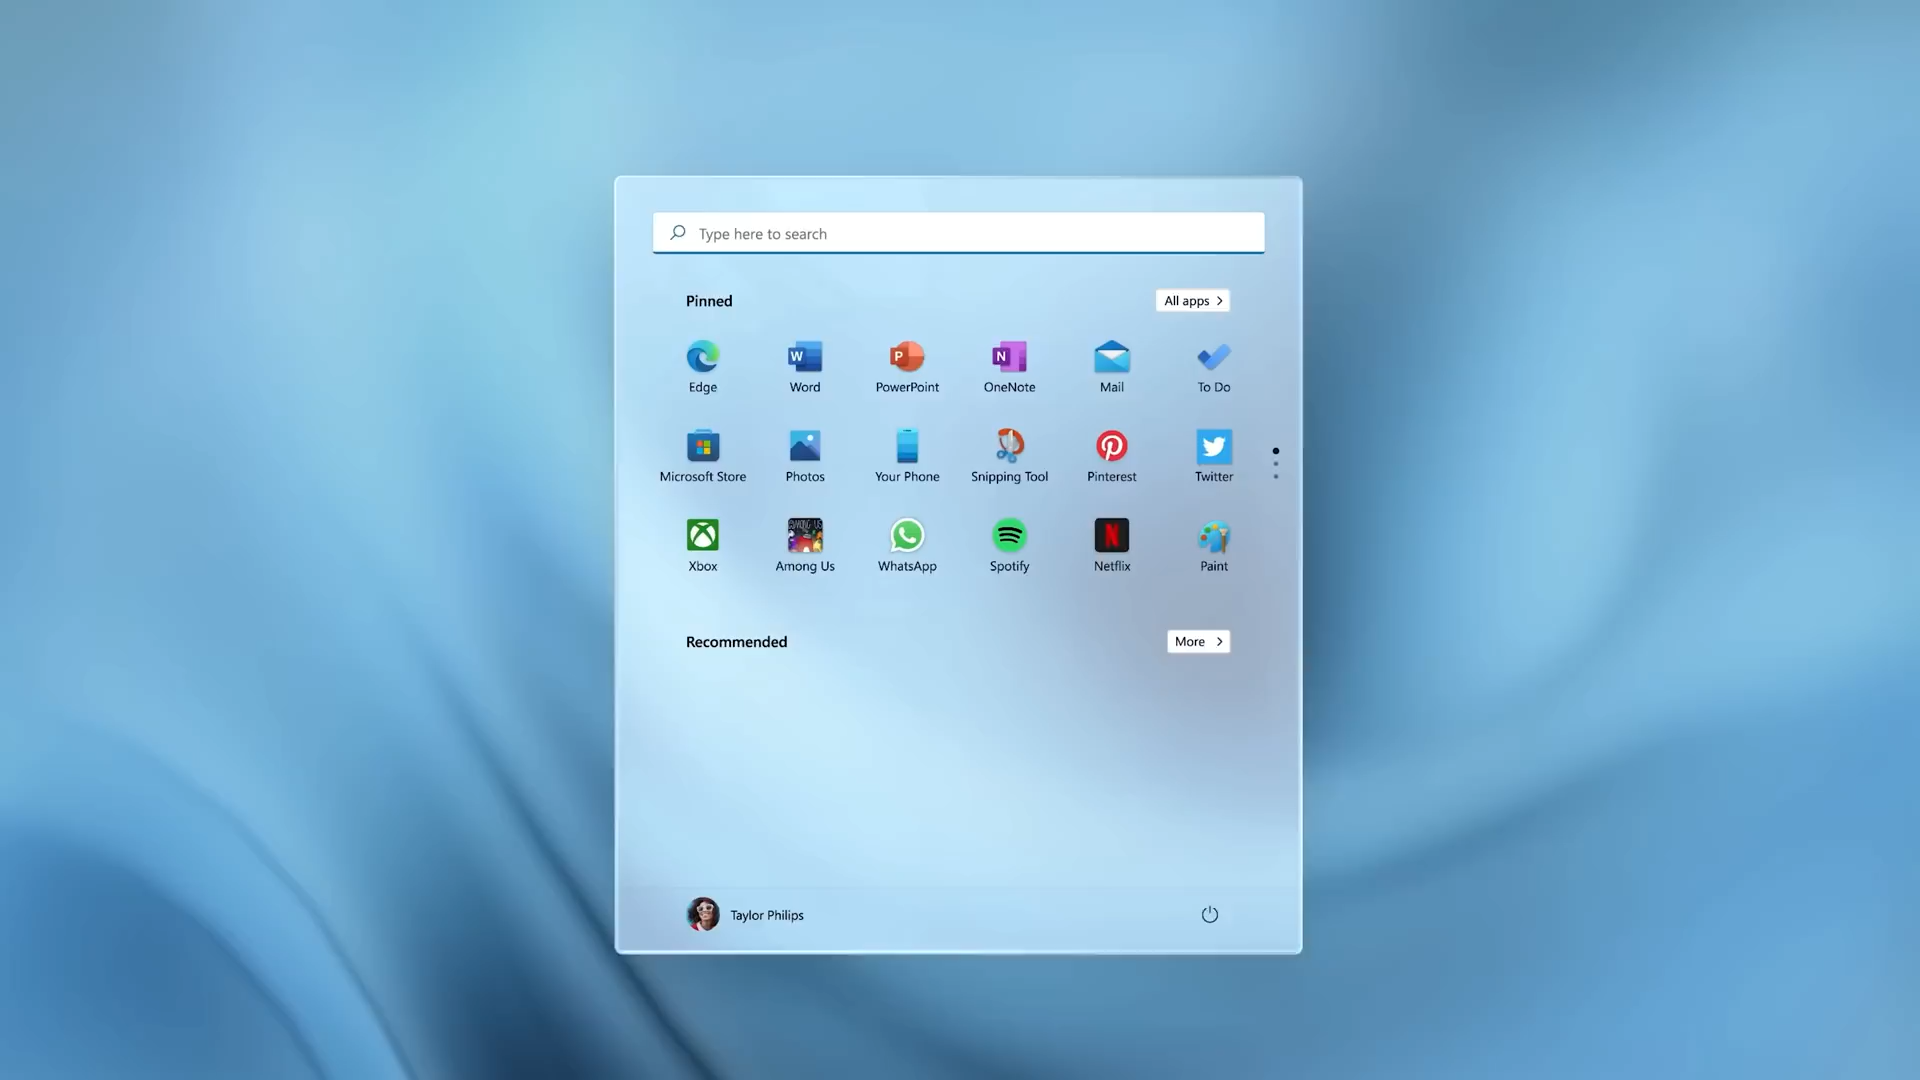 Type here to search
Pinned
All apps
Edge
Word
PowerPoint
OneNote
Mail
To Do
Microsoft Store
Photos
Your Phone
Snipping Tool
Pinterest
Twitter
Xbox
Among Us
WhatsApp
Spotify
Netflix
Paint
Recommended
More
Taylor Philips